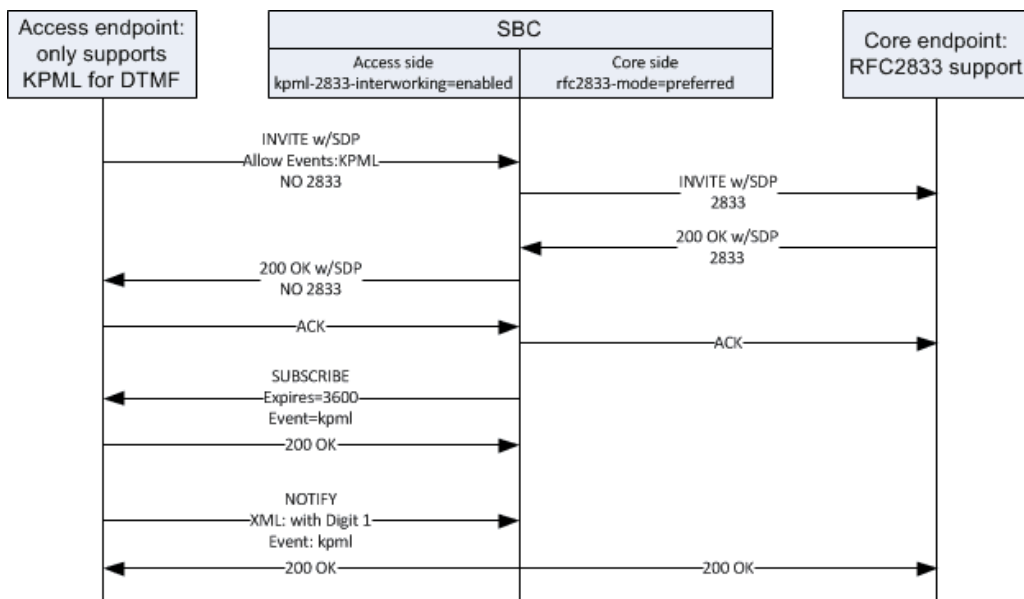 Access endpoint:
only supports
KPML for DTMF
SBC
Access side
kpml-2833-interworking=enabled
Core side
rfc2833-mode=preferred
Core endpoint:
RFC2833 support
INVITE w/SDP
Allow Events:KPML
NO 2833
INVITE w/SDP
2833
200 OK w/SDP
2833
200 OK w/SDP
NO 2833
ACK
ACK
SUBSCRIBE
Expires=3600
Event=kpml
200 OK
NOTIFY
XML: with Digit 1
Event: kpml
200 OK
200 OK